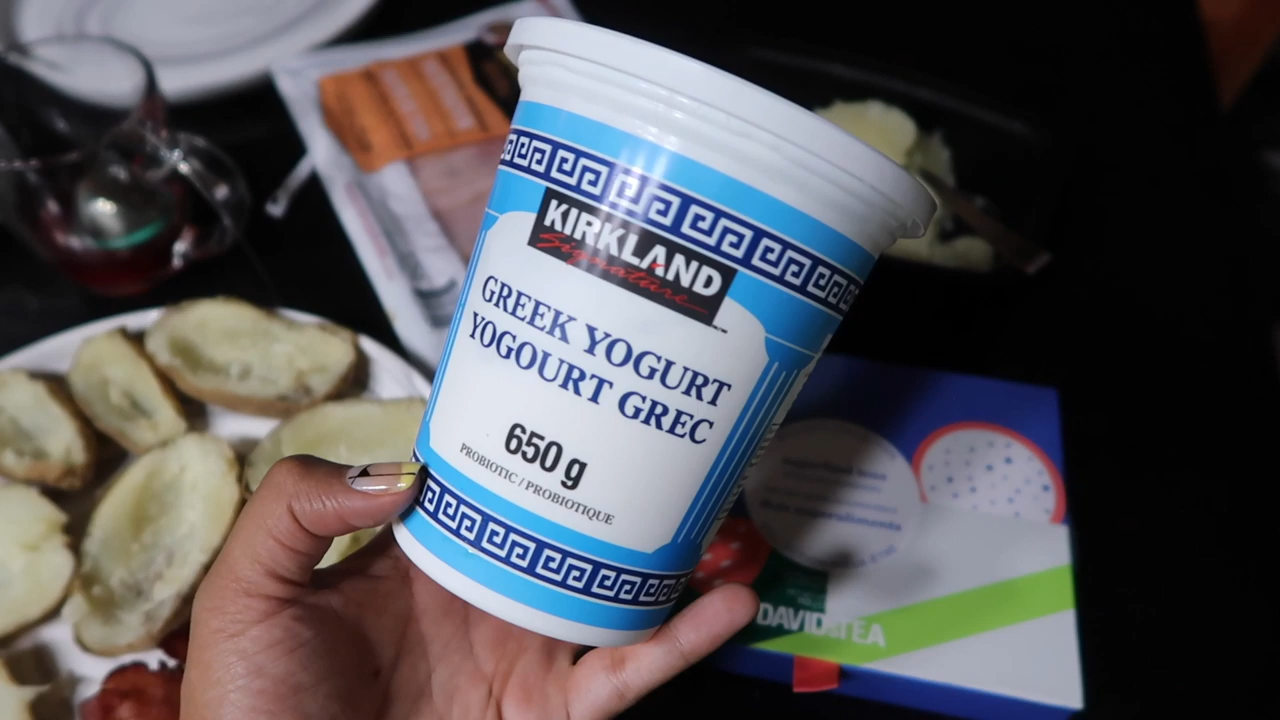 KIRKLAND
Signature
GREEK YOGURT
YOGOURT GREC
650 g
PROBIOTIC / PROBIOTIQUE
DAVIDsTEA